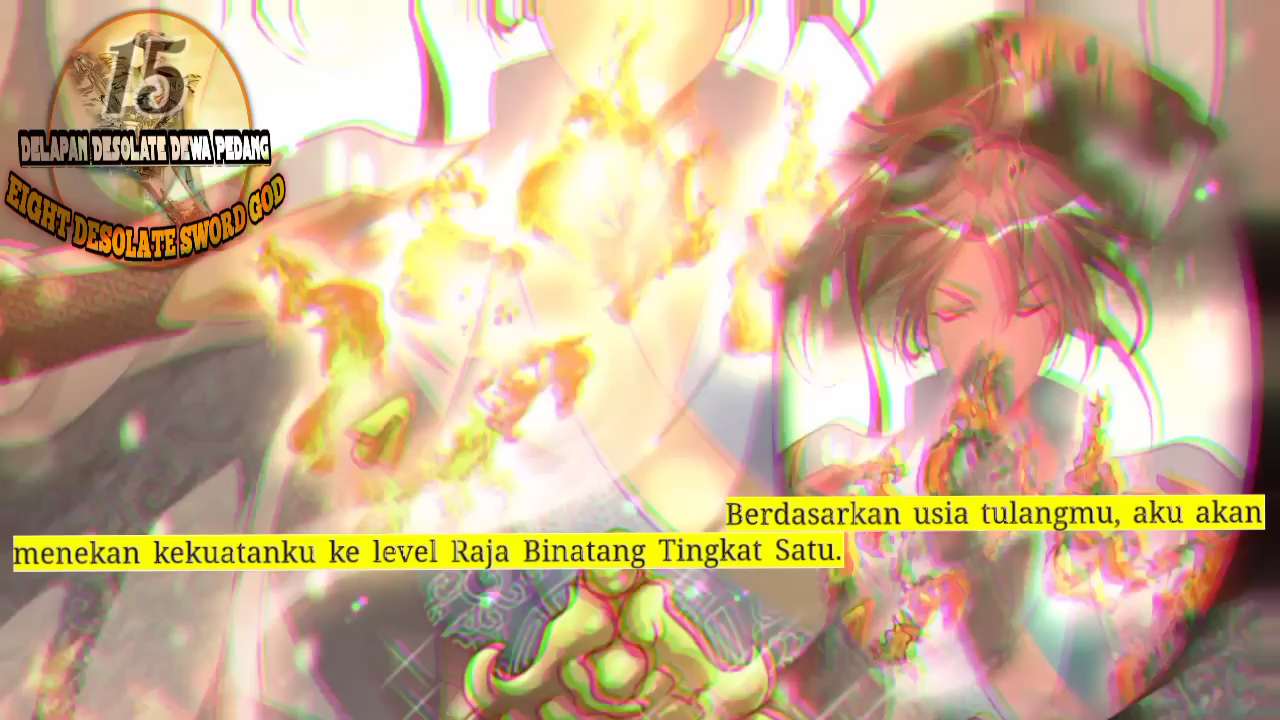 15
DELAPAN DESOLATE DEWA PEDANG
EIGHT DESOLATE SWORD GOD
Berdasarkan usia tulangmu, aku akan
menekan kekuatanku ke level Raja Binatang Tingkat Satu.